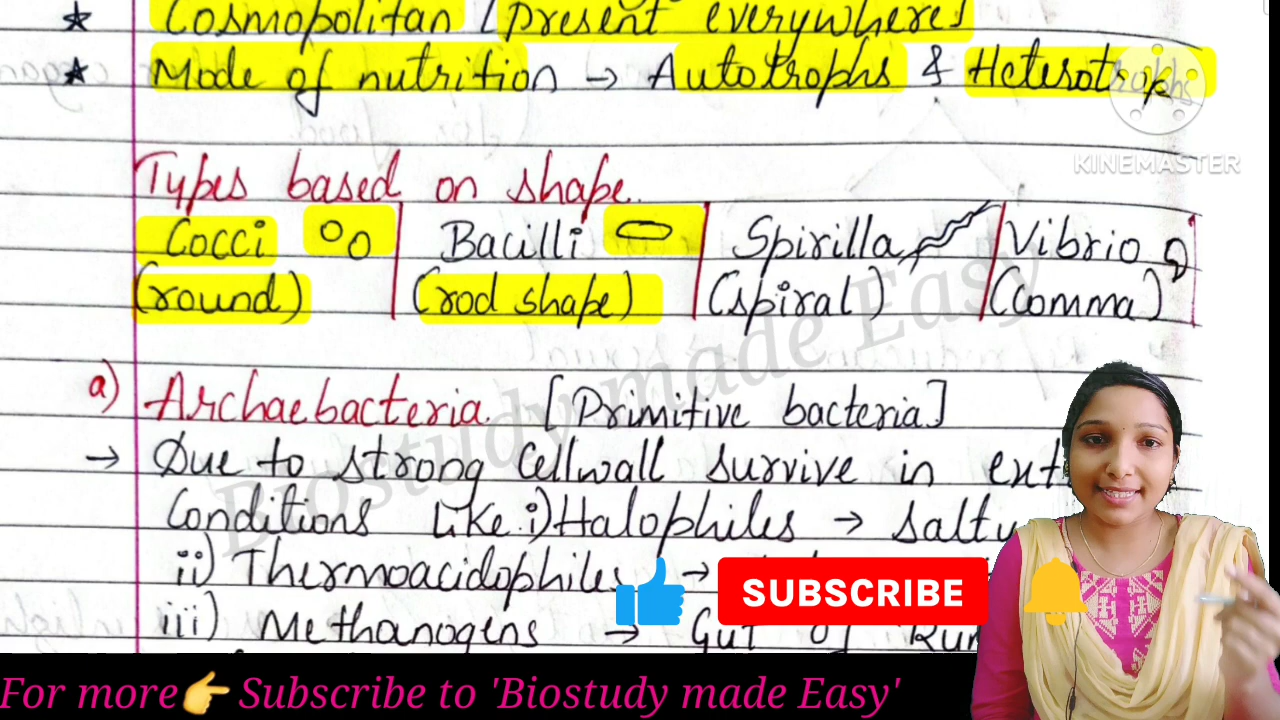 ★ Cosmopolitan [present everywhere]
★ Mode of nutrition → Autotrophs & Heterotrophs
KINEMASTER
Types based on shape.
Cocci Bacilli Spirilla Vibrio
(round) (rod shape) (spiral) (comma)
Biostudy made Easy
a) Archaebacteria. [Primitive bacteria]
→ Due to strong Cellwall survive in
Conditions like i) Halophiles → salty
ii) Thermoacidophiles →
iii) Methanogens → Gut of
SUBSCRIBE
For more👉 Subscribe to 'Biostudy made Easy'